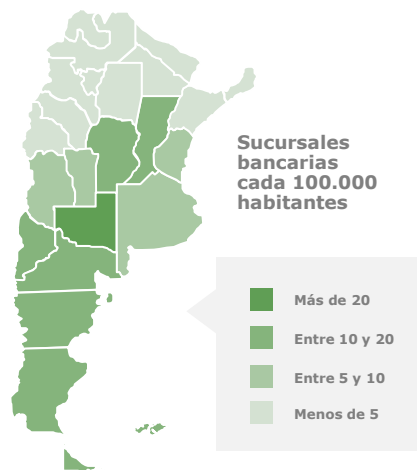 Sucursales
bancarias
cada 100.000
habitantes
Más de 20
Entre 10 y 20
Entre 5 y 10
Menos de 5